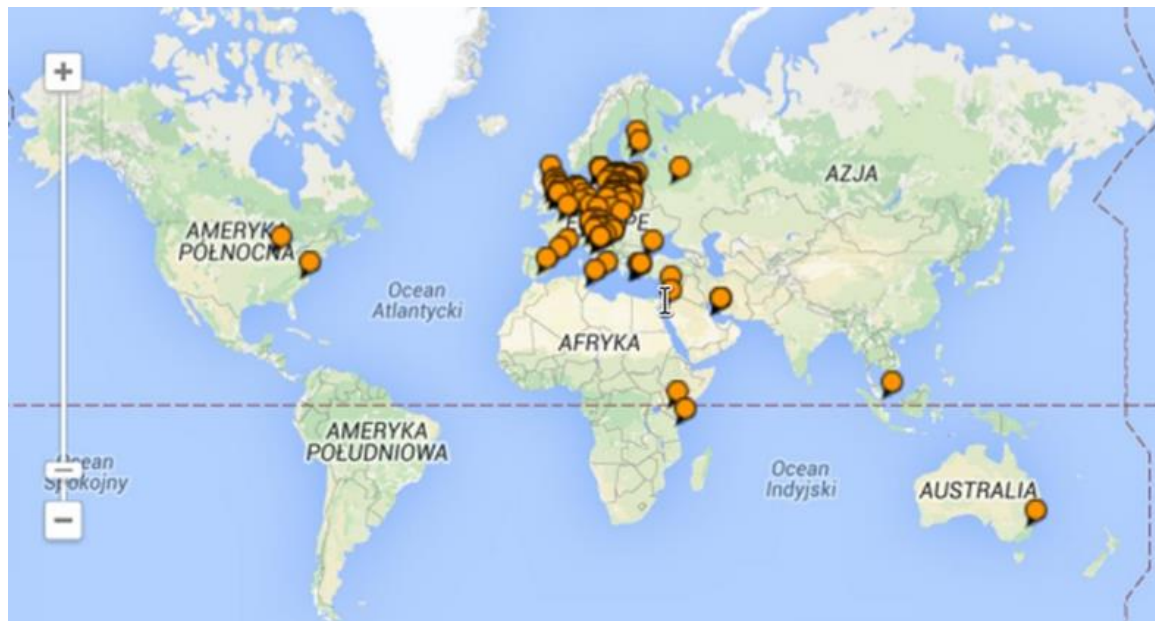 +
AZJA
AMERYKA
PÓŁNOCNA
Ocean
Atlantycki
AFRYKA
AMERYKA
POŁUDNIOWA
Ocean
Spokojny
Ocean
Indyjski
AUSTRALIA
−